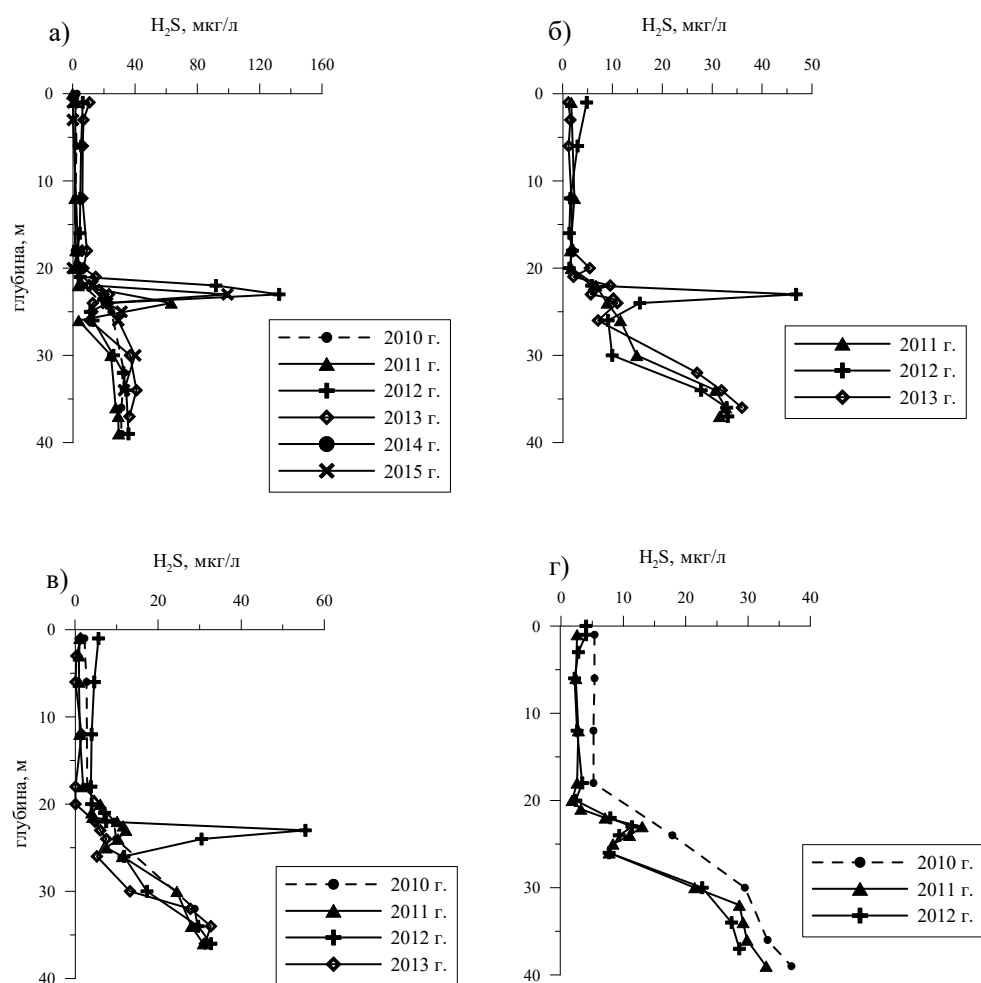 а)
H₂S, мкг/л
0 40 80 120 160
0
10
20
30
40
глубина, м
2010 г.
2011 г.
2012 г.
2013 г.
2014 г.
2015 г.
б)
H₂S, мкг/л
0 10 20 30 40 50
0
10
20
30
40
2011 г.
2012 г.
2013 г.
в)
H₂S, мкг/л
0 20 40 60
0
10
20
30
40
глубина, м
2010 г.
2011 г.
2012 г.
2013 г.
г)
H₂S, мкг/л
0 10 20 30 40
0
10
20
30
40
2010 г.
2011 г.
2012 г.